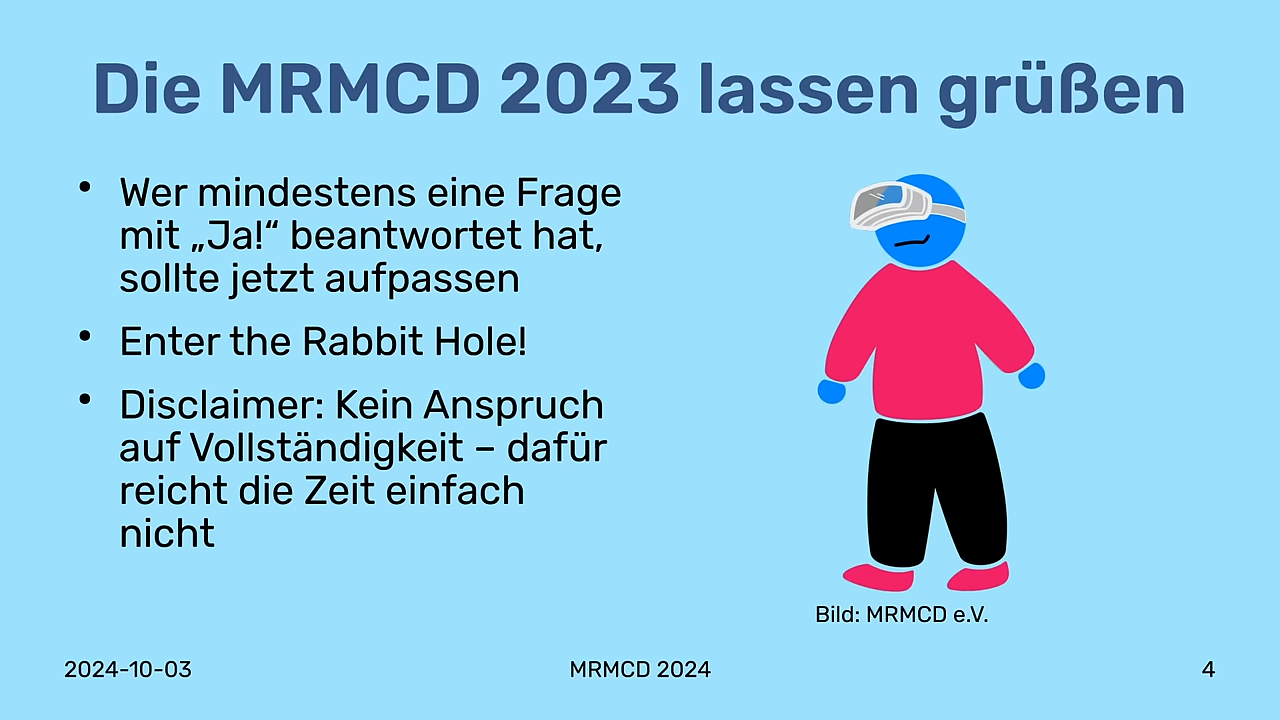 Die MRMCD 2023 lassen grüßen
• Wer mindestens eine Frage
mit „Ja!“ beantwortet hat,
sollte jetzt aufpassen
• Enter the Rabbit Hole!
• Disclaimer: Kein Anspruch
auf Vollständigkeit – dafür
reicht die Zeit einfach
nicht
Bild: MRMCD e.V.
2024-10-03
MRMCD 2024
4